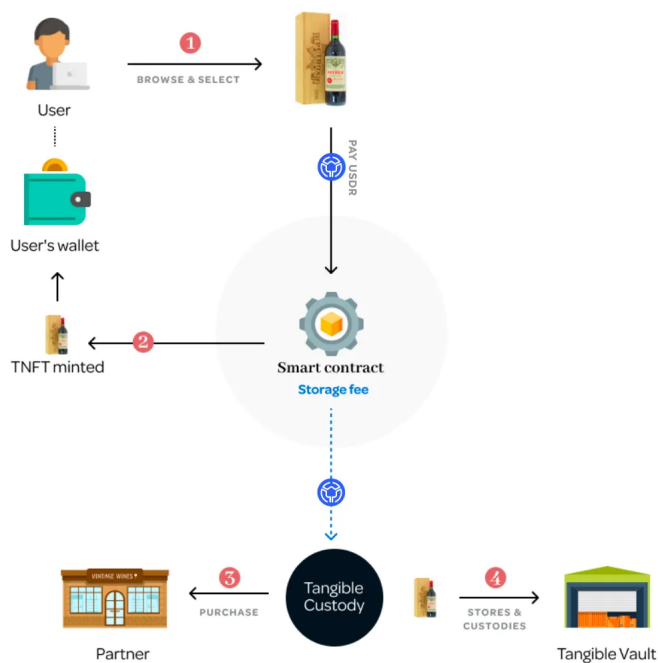 1
BROWSE & SELECT
User
PAY USDR
User's wallet
2
TNFT minted
Smart contract
Storage fee
VINTAGE WINES
3
PURCHASE
Tangible
Custody
4
STORES &
CUSTODIES
Partner
Tangible Vault